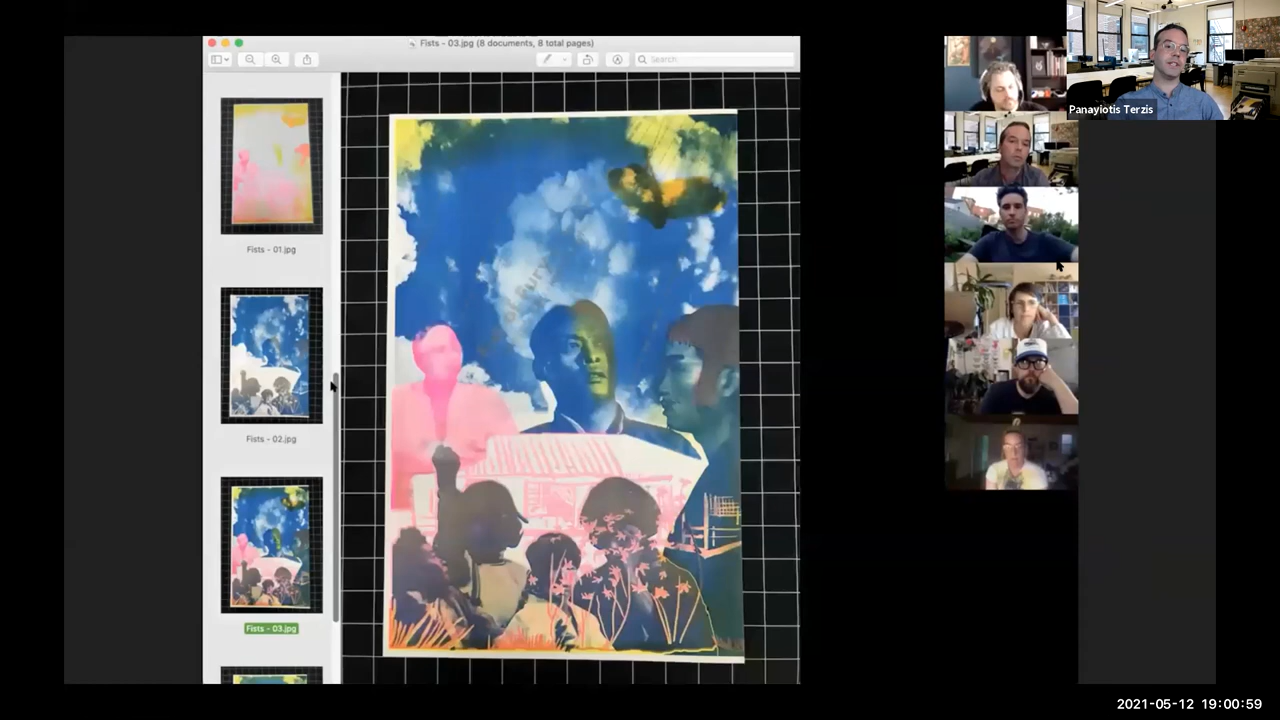 Fists - 03.jpg (8 documents, 8 total pages)
Search
Panayiotis Terzis
Fists - 01.jpg
Fists - 02.jpg
Fists - 03.jpg
2021-05-12 19:00:59